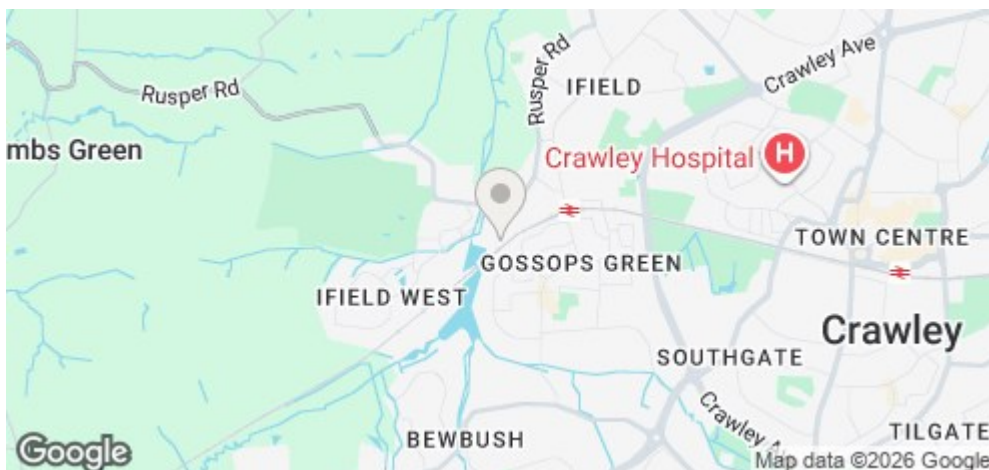 Rusper Rd
IFIELD
Rusper Rd
Crawley Ave
mbs Green
Crawley Hospital
H
TOWN CENTRE
GOSSOPS GREEN
IFIELD WEST
Crawley
SOUTHGATE
Crawley A
BEWBUSH
TILGATE
Google
Map data ©2026 Google